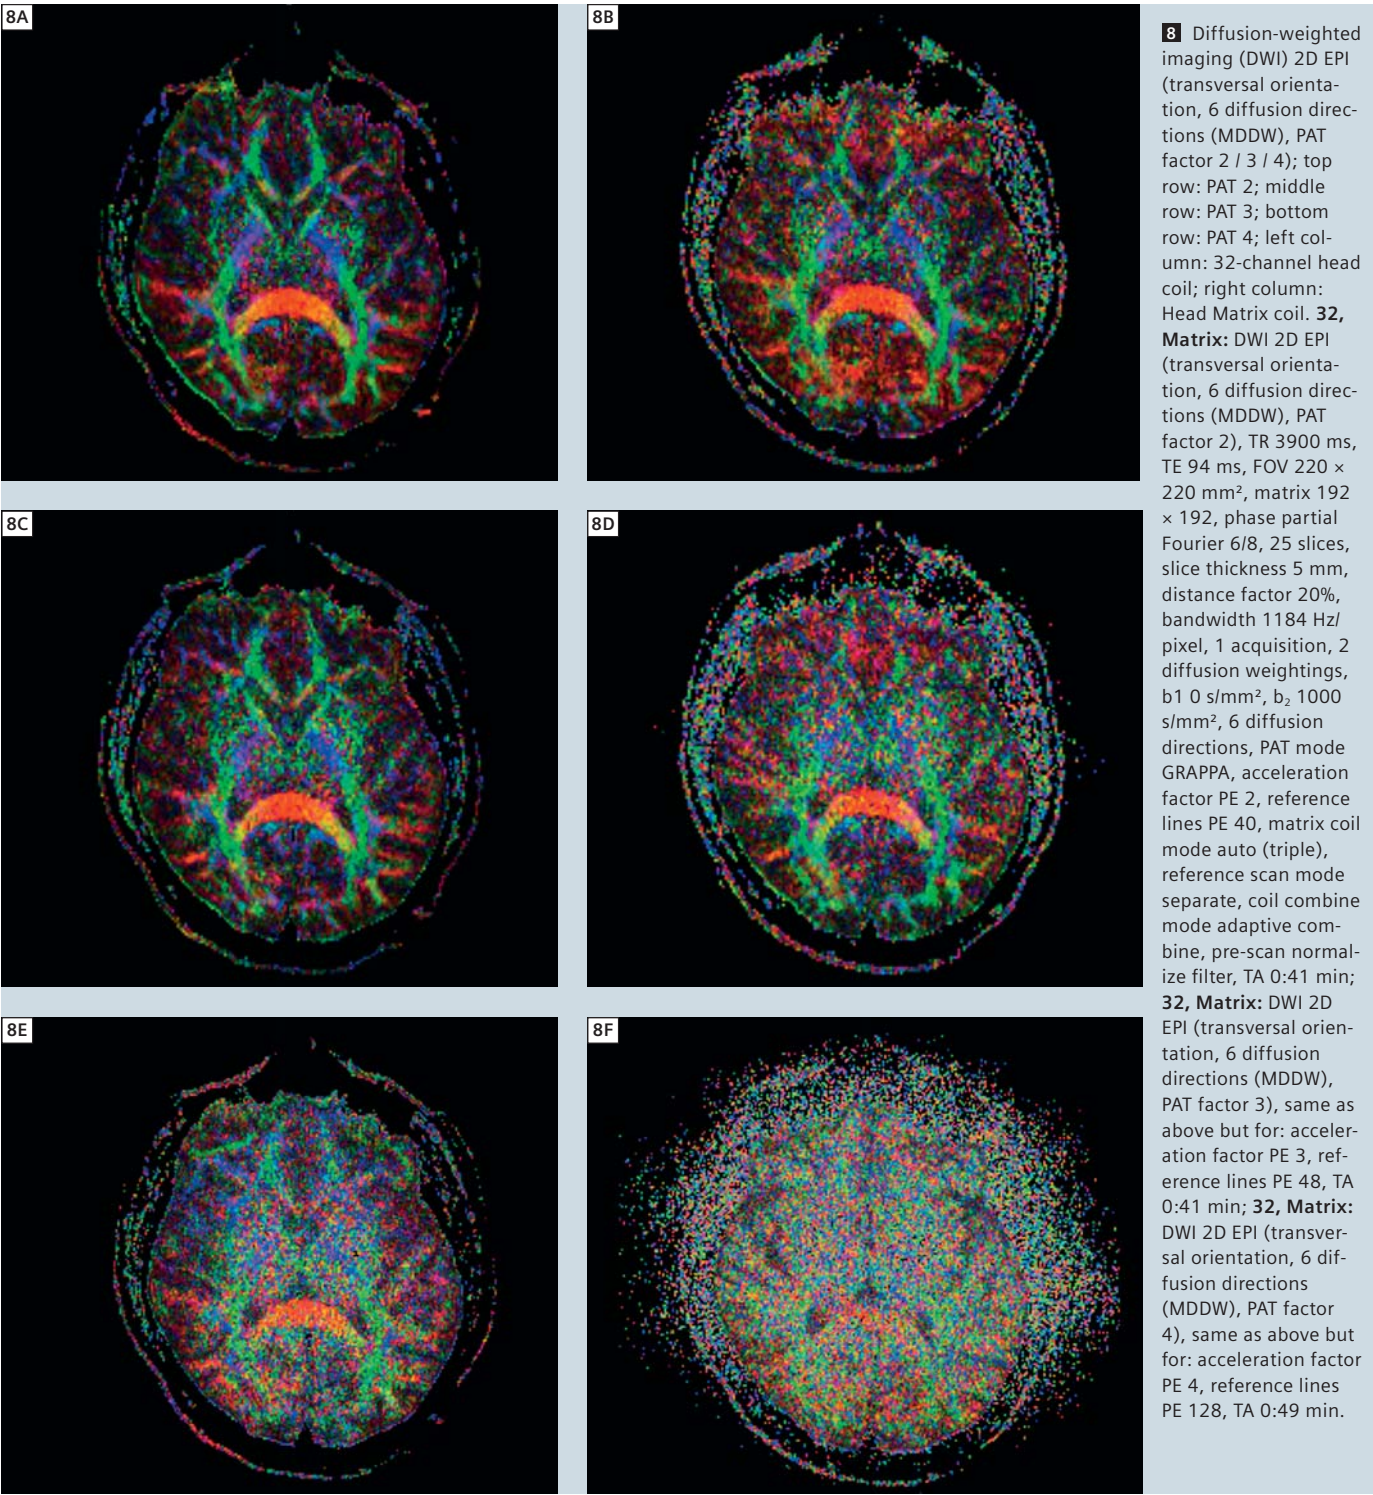 8A
8B
8C
8D
8E
8F
8 Diffusion-weighted
imaging (DWI) 2D EPI
(transversal orienta-
tion, 6 diffusion direc-
tions (MDDW), PAT
factor 2 / 3 / 4); top
row: PAT 2; middle
row: PAT 3; bottom
row: PAT 4; left col-
umn: 32-channel head
coil; right column:
Head Matrix coil. 32,
Matrix: DWI 2D EPI
(transversal orienta-
tion, 6 diffusion direc-
tions (MDDW), PAT
factor 2), TR 3900 ms,
TE 94 ms, FOV 220 ×
220 mm², matrix 192
× 192, phase partial
Fourier 6/8, 25 slices,
slice thickness 5 mm,
distance factor 20%,
bandwidth 1184 Hz/
pixel, 1 acquisition, 2
diffusion weightings,
b1 0 s/mm², b₂ 1000
s/mm², 6 diffusion
directions, PAT mode
GRAPPA, acceleration
factor PE 2, reference
lines PE 40, matrix coil
mode auto (triple),
reference scan mode
separate, coil combine
mode adaptive com-
bine, pre-scan normal-
ize filter, TA 0:41 min;
32, Matrix: DWI 2D
EPI (transversal orien-
tation, 6 diffusion
directions (MDDW),
PAT factor 3), same as
above but for: acceler-
ation factor PE 3, ref-
erence lines PE 48, TA
0:41 min; 32, Matrix:
DWI 2D EPI (transver-
sal orientation, 6 dif-
fusion directions
(MDDW), PAT factor
4), same as above but
for: acceleration factor
PE 4, reference lines
PE 128, TA 0:49 min.